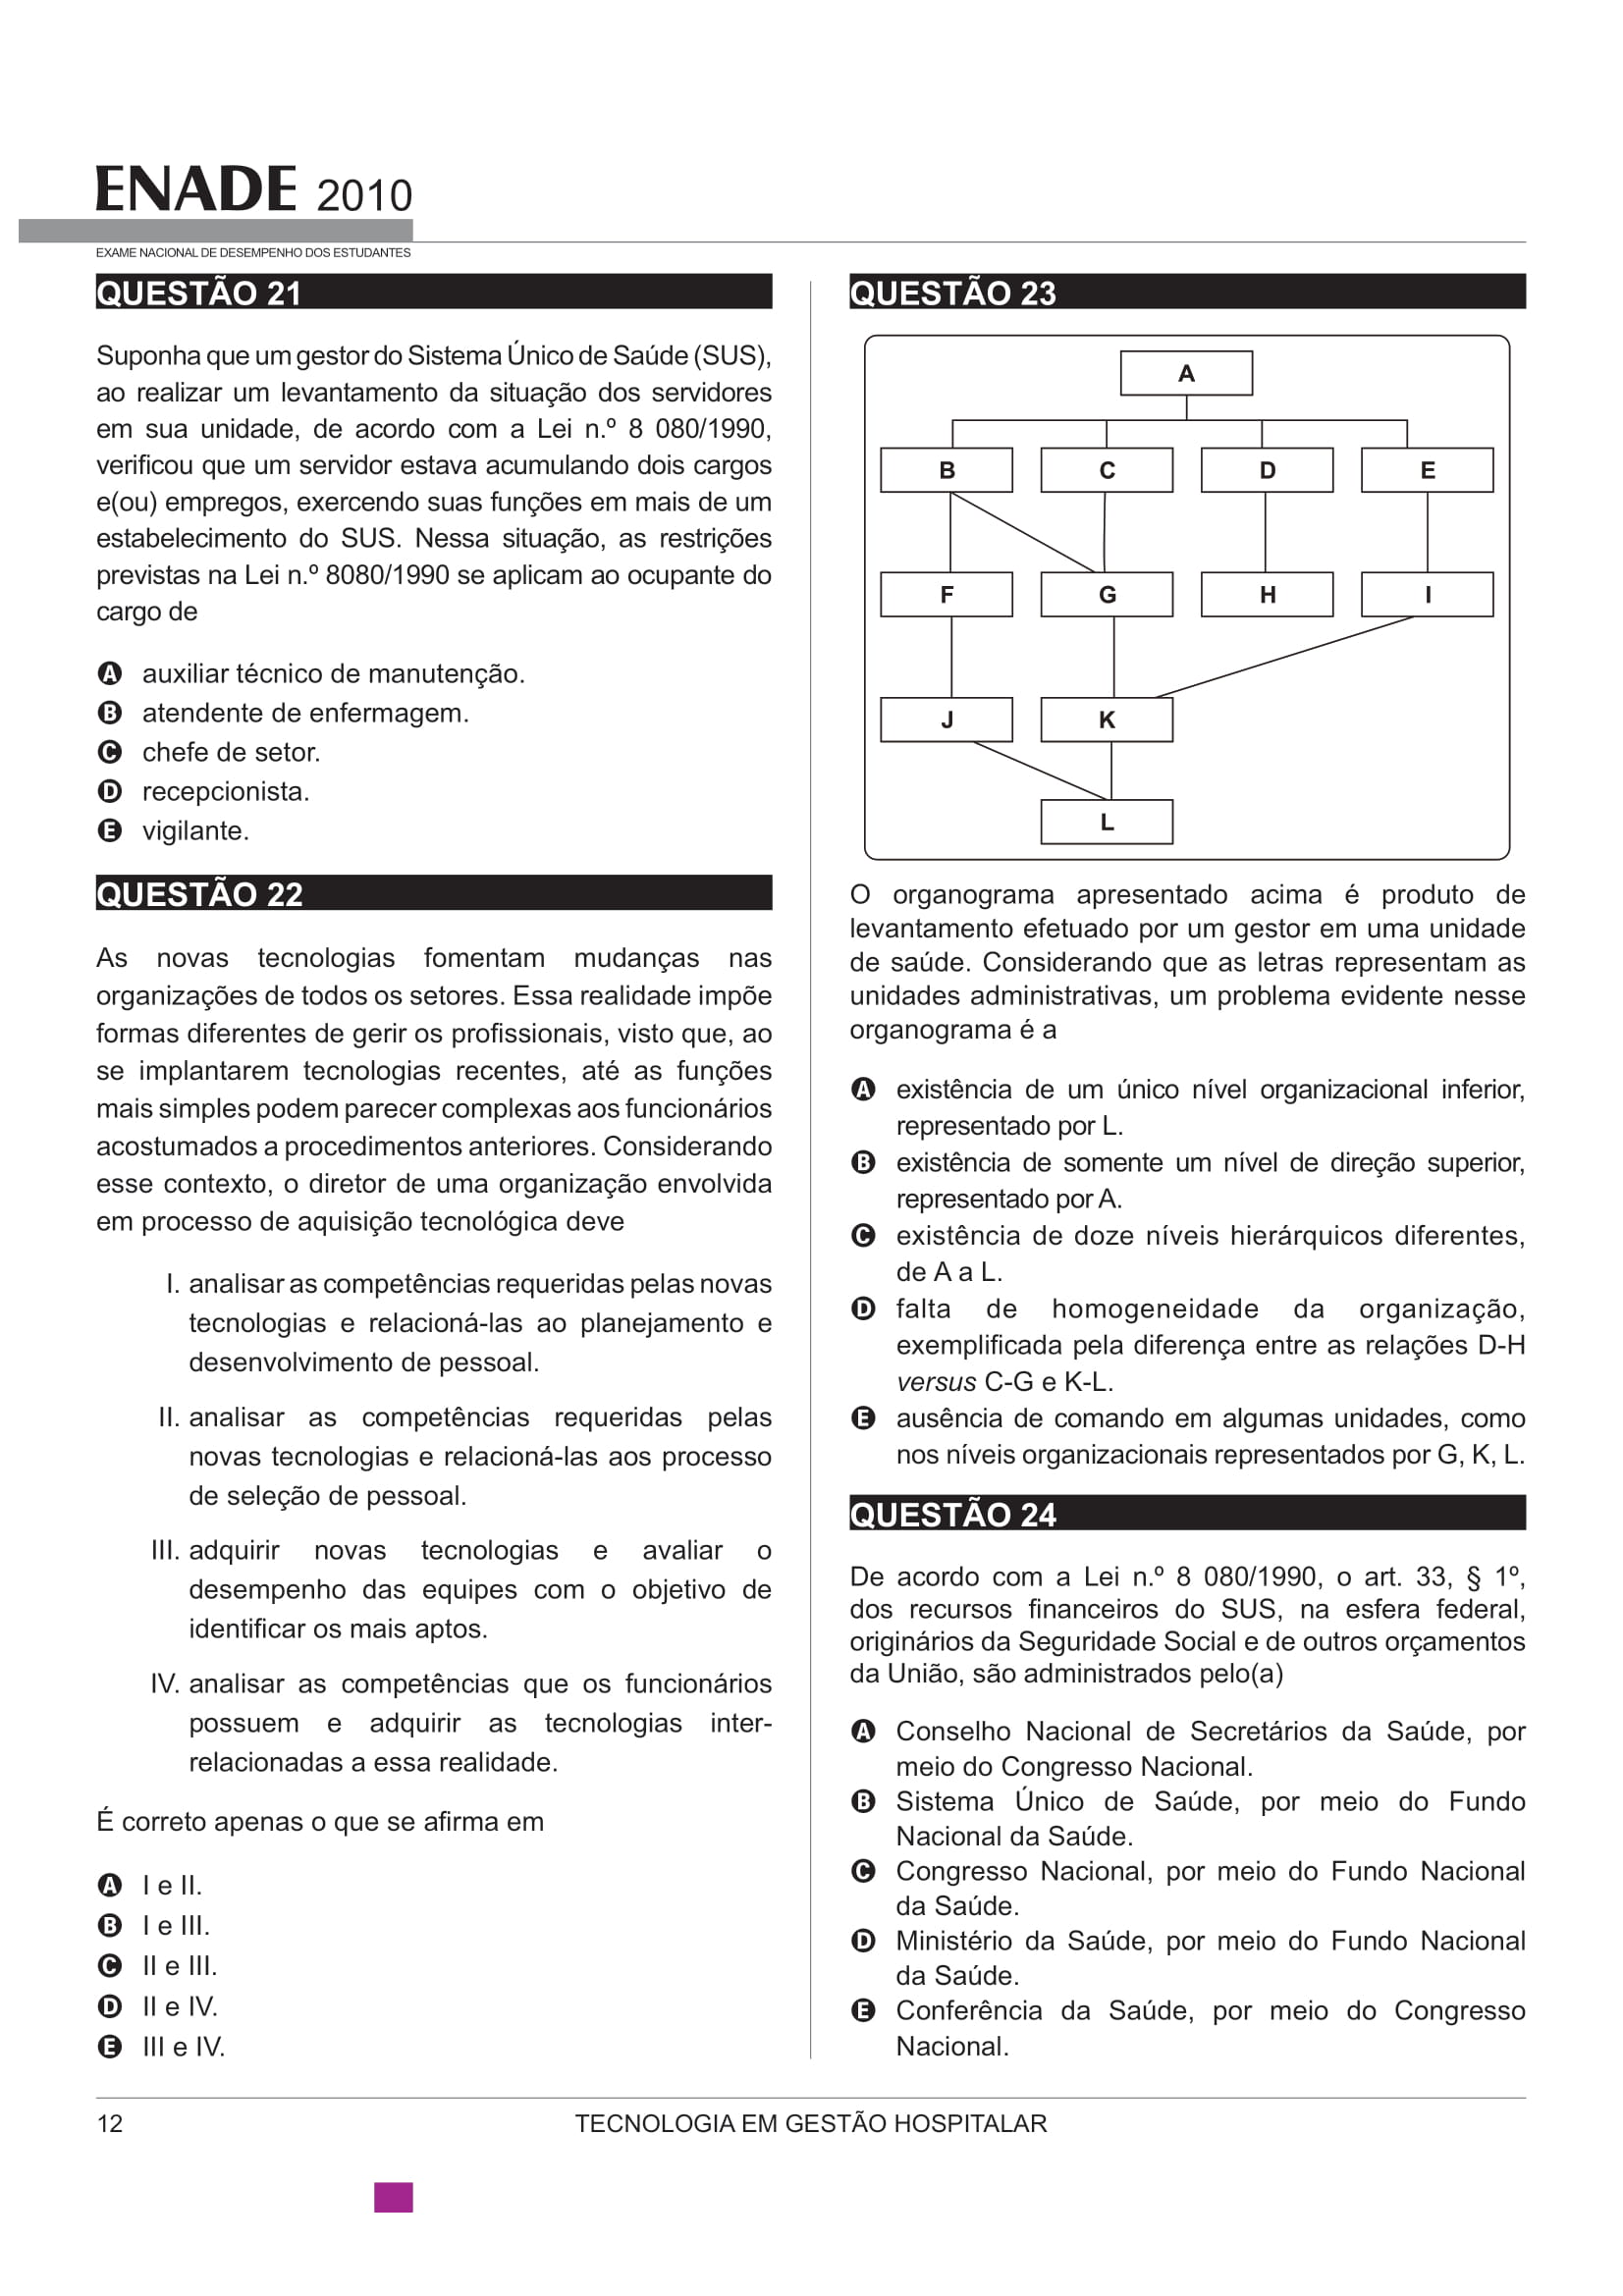 ENADE 2010
EXAME NACIONAL DE DESEMPENHO DOS ESTUDANTES
QUESTÃO 21
Suponha que um gestor do Sistema Único de Saúde (SUS),
ao realizar um levantamento da situação dos servidores
em sua unidade, de acordo com a Lei n.º 8 080/1990,
verificou que um servidor estava acumulando dois cargos
e(ou) empregos, exercendo suas funções em mais de um
estabelecimento do SUS. Nessa situação, as restrições
previstas na Lei n.º 8080/1990 se aplicam ao ocupante do
cargo de
A auxiliar técnico de manutenção.
B atendente de enfermagem.
C chefe de setor.
D recepcionista.
E vigilante.
QUESTÃO 22
As novas tecnologias fomentam mudanças nas
organizações de todos os setores. Essa realidade impõe
formas diferentes de gerir os profissionais, visto que, ao
se implantarem tecnologias recentes, até as funções
mais simples podem parecer complexas aos funcionários
acostumados a procedimentos anteriores. Considerando
esse contexto, o diretor de uma organização envolvida
em processo de aquisição tecnológica deve
I. analisar as competências requeridas pelas novas
tecnologias e relacioná-las ao planejamento e
desenvolvimento de pessoal.
II. analisar as competências requeridas pelas
novas tecnologias e relacioná-las aos processo
de seleção de pessoal.
III. adquirir novas tecnologias e avaliar o
desempenho das equipes com o objetivo de
identificar os mais aptos.
IV. analisar as competências que os funcionários
possuem e adquirir as tecnologias inter-
relacionadas a essa realidade.
É correto apenas o que se afirma em
A I e II.
B I e III.
C II e III.
D II e IV.
E III e IV.
QUESTÃO 23
A
B C D E
F G H I
J K
L
O organograma apresentado acima é produto de
levantamento efetuado por um gestor em uma unidade
de saúde. Considerando que as letras representam as
unidades administrativas, um problema evidente nesse
organograma é a
A existência de um único nível organizacional inferior,
representado por L.
B existência de somente um nível de direção superior,
representado por A.
C existência de doze níveis hierárquicos diferentes,
de A a L.
D falta de homogeneidade da organização,
exemplificada pela diferença entre as relações D-H
versus C-G e K-L.
E ausência de comando em algumas unidades, como
nos níveis organizacionais representados por G, K, L.
QUESTÃO 24
De acordo com a Lei n.º 8 080/1990, o art. 33, § 1º,
dos recursos financeiros do SUS, na esfera federal,
originários da Seguridade Social e de outros orçamentos
da União, são administrados pelo(a)
A Conselho Nacional de Secretários da Saúde, por
meio do Congresso Nacional.
B Sistema Único de Saúde, por meio do Fundo
Nacional da Saúde.
C Congresso Nacional, por meio do Fundo Nacional
da Saúde.
D Ministério da Saúde, por meio do Fundo Nacional
da Saúde.
E Conferência da Saúde, por meio do Congresso
Nacional.
12
TECNOLOGIA EM GESTÃO HOSPITALAR